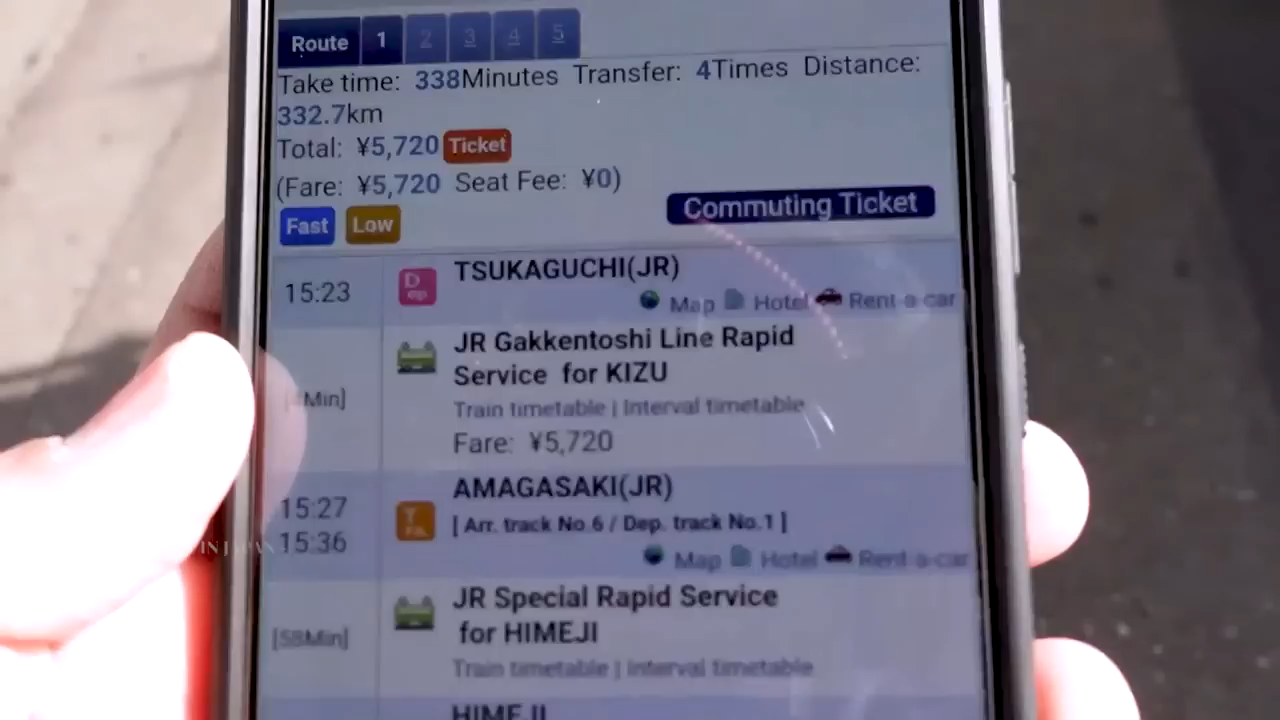 Route 1 2 3 4 5
Take time: 338Minutes Transfer: 4Times Distance:
332.7km
Total: ¥5,720 Ticket
(Fare: ¥5,720 Seat Fee: ¥0)
Fast Low
Commuting Ticket
15:23
TSUKAGUCHI(JR)
Map Hotel Rent-a-car
JR Gakkentoshi Line Rapid
Service for KIZU
Train timetable | Interval timetable
Fare: ¥5,720
AMAGASAKI(JR)
15:27
[ Arr. track No.6 / Dep. track No.1 ]
15:36
Map Hotel Rent-a-car
JR Special Rapid Service
for HIMEJI
[58Min]
Train timetable | Interval timetable
HIMEJI